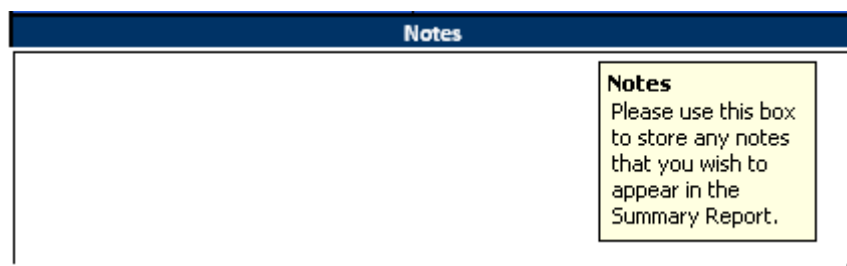 Notes
Notes
Please use this box
to store any notes
that you wish to
appear in the
Summary Report.